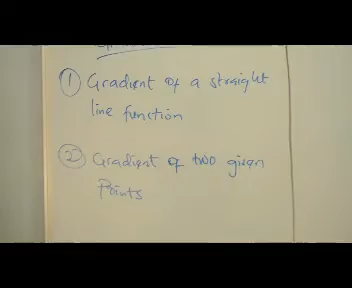 ① Gradient of a straight
line function
② Gradient of two given
Points